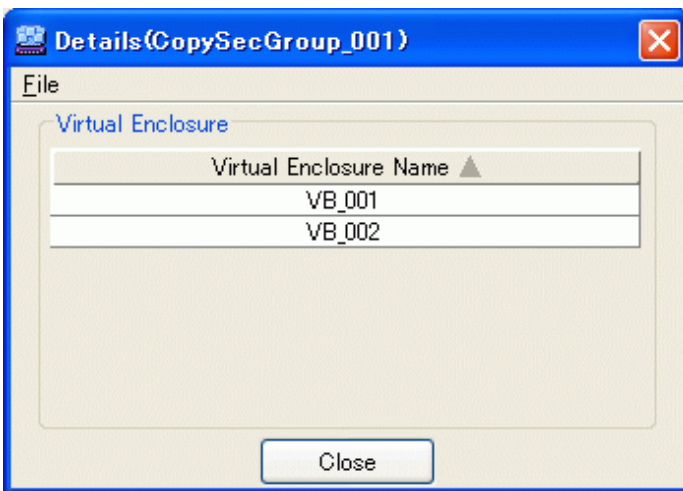 Details(CopySecGroup_001)
File
Virtual Enclosure
Virtual Enclosure Name
VB_001
VB_002
Close